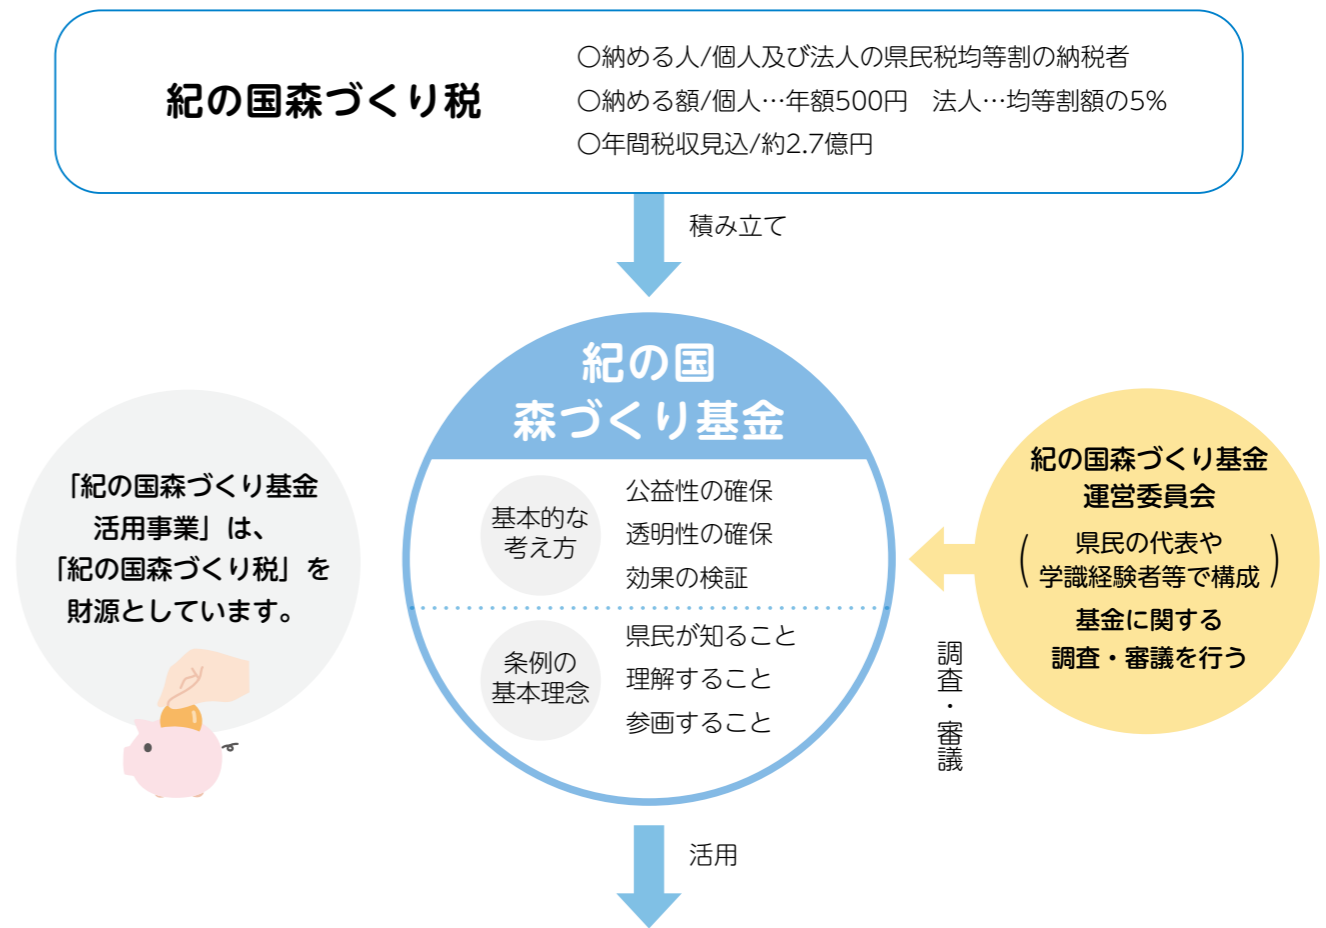 紀の国森づくり税
○納める人/個人及び法人の県民税均等割の納税者
○納める額/個人…年額500円　法人…均等割額の5%
○年間税収見込/約2.7億円
積み立て
紀の国
森づくり基金
基本的な
考え方
公益性の確保
透明性の確保
効果の検証
条例の
基本理念
県民が知ること
理解すること
参画すること
「紀の国森づくり基金
活用事業」は、
「紀の国森づくり税」を
財源としています。
紀の国森づくり基金
運営委員会
(県民の代表や
学識経験者等で構成)
基金に関する
調査・審議を行う
調査・審議
活用